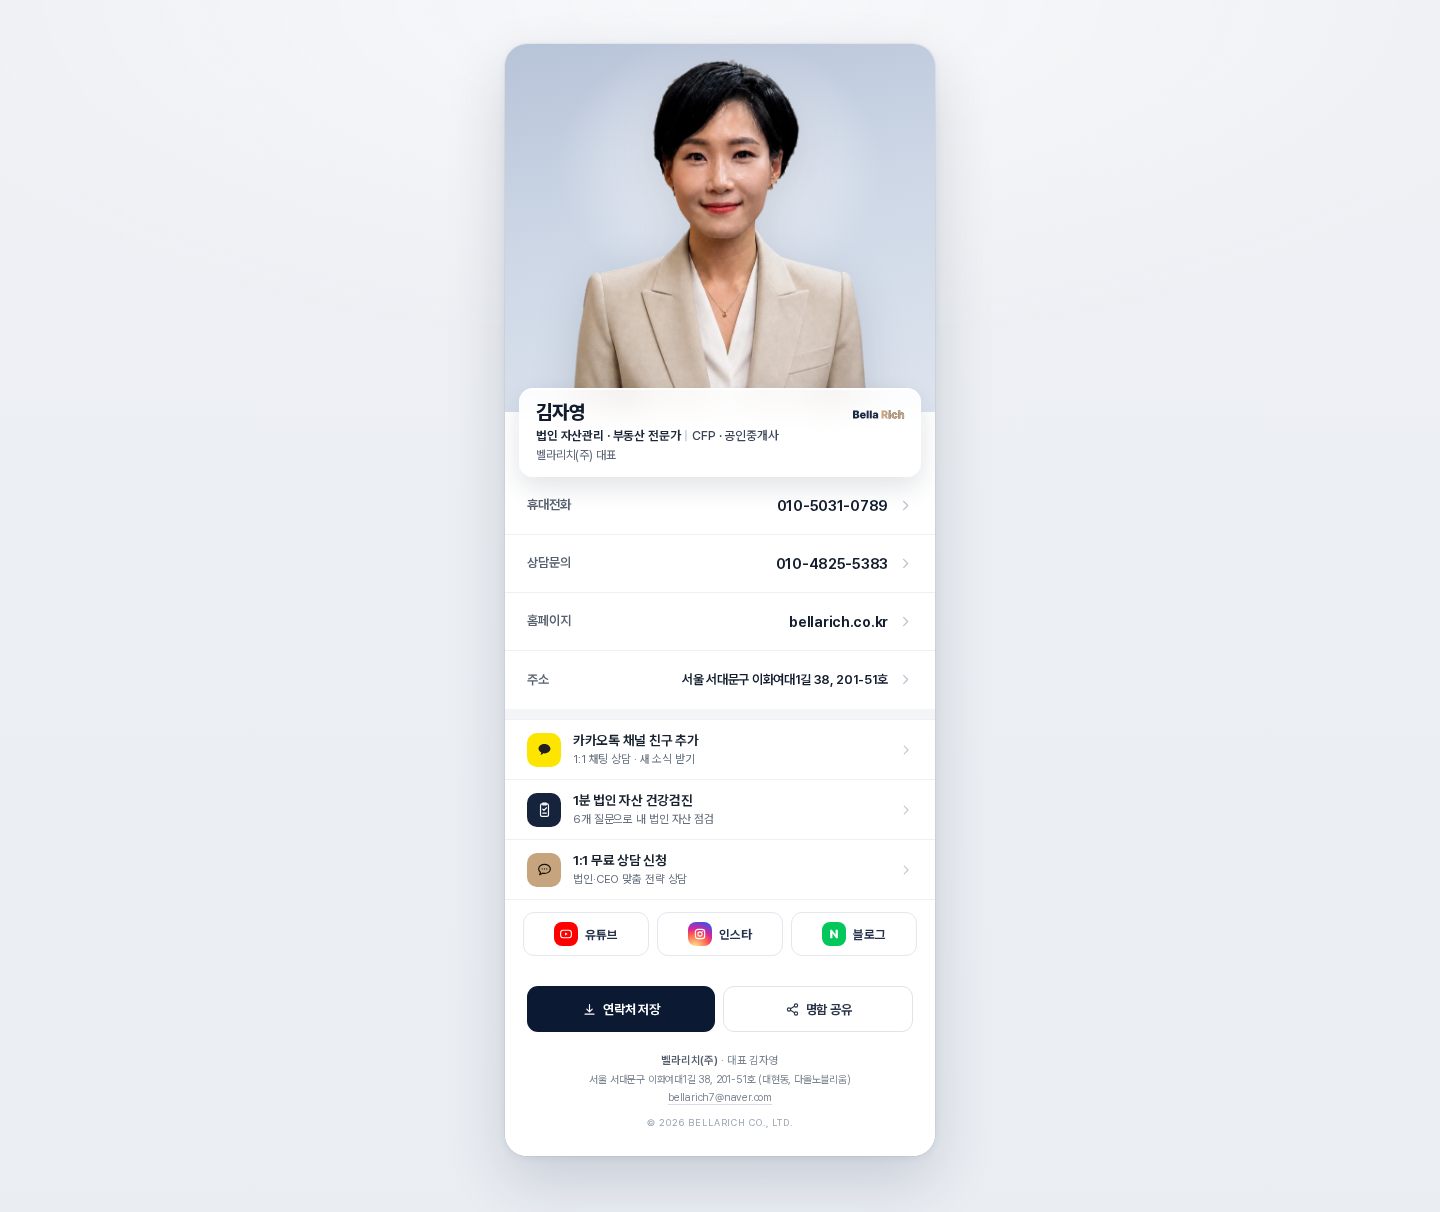 김자영
Bella Rich
법인 자산관리 · 부동산 전문가 | CFP · 공인중개사
벨라리치(주) 대표
휴대전화 010-5031-0789
상담문의 010-4825-5383
홈페이지 bellarich.co.kr
주소 서울 서대문구 이화여대1길 38, 201-51호
카카오톡 채널 친구 추가
1:1 채팅 상담 · 새 소식 받기
1분 법인 자산 건강검진
6개 질문으로 내 법인 자산 점검
1:1 무료 상담 신청
법인·CEO 맞춤 전략 상담
유튜브 인스타 N 블로그
연락처 저장 명함 공유
벨라리치(주) · 대표 김자영
서울 서대문구 이화여대1길 38, 201-51호 (대현동, 다올노블리움)
bellarich7@naver.com
© 2026 BELLARICH CO., LTD.